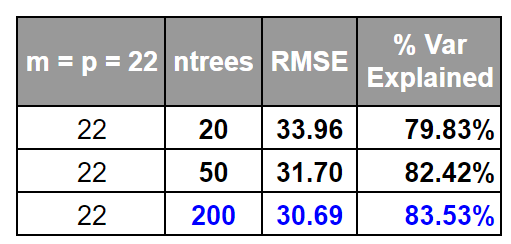 m = p = 22 ntrees RMSE % Var Explained
22 20 33.96 79.83%
22 50 31.70 82.42%
22 200 30.69 83.53%